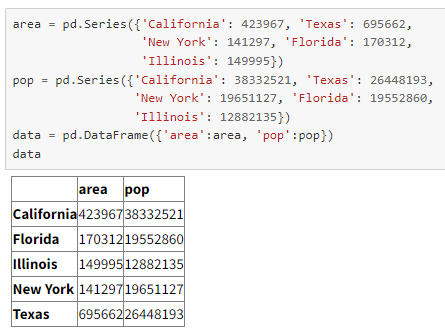 area = pd.Series({'California': 423967, 'Texas': 695662,
'New York': 141297, 'Florida': 170312,
'Illinois': 149995})
pop = pd.Series({'California': 38332521, 'Texas': 26448193,
'New York': 19651127, 'Florida': 19552860,
'Illinois': 12882135})
data = pd.DataFrame({'area':area, 'pop':pop})
data
area pop
California 423967 38332521
Florida 170312 19552860
Illinois 149995 12882135
New York 141297 19651127
Texas 695662 26448193